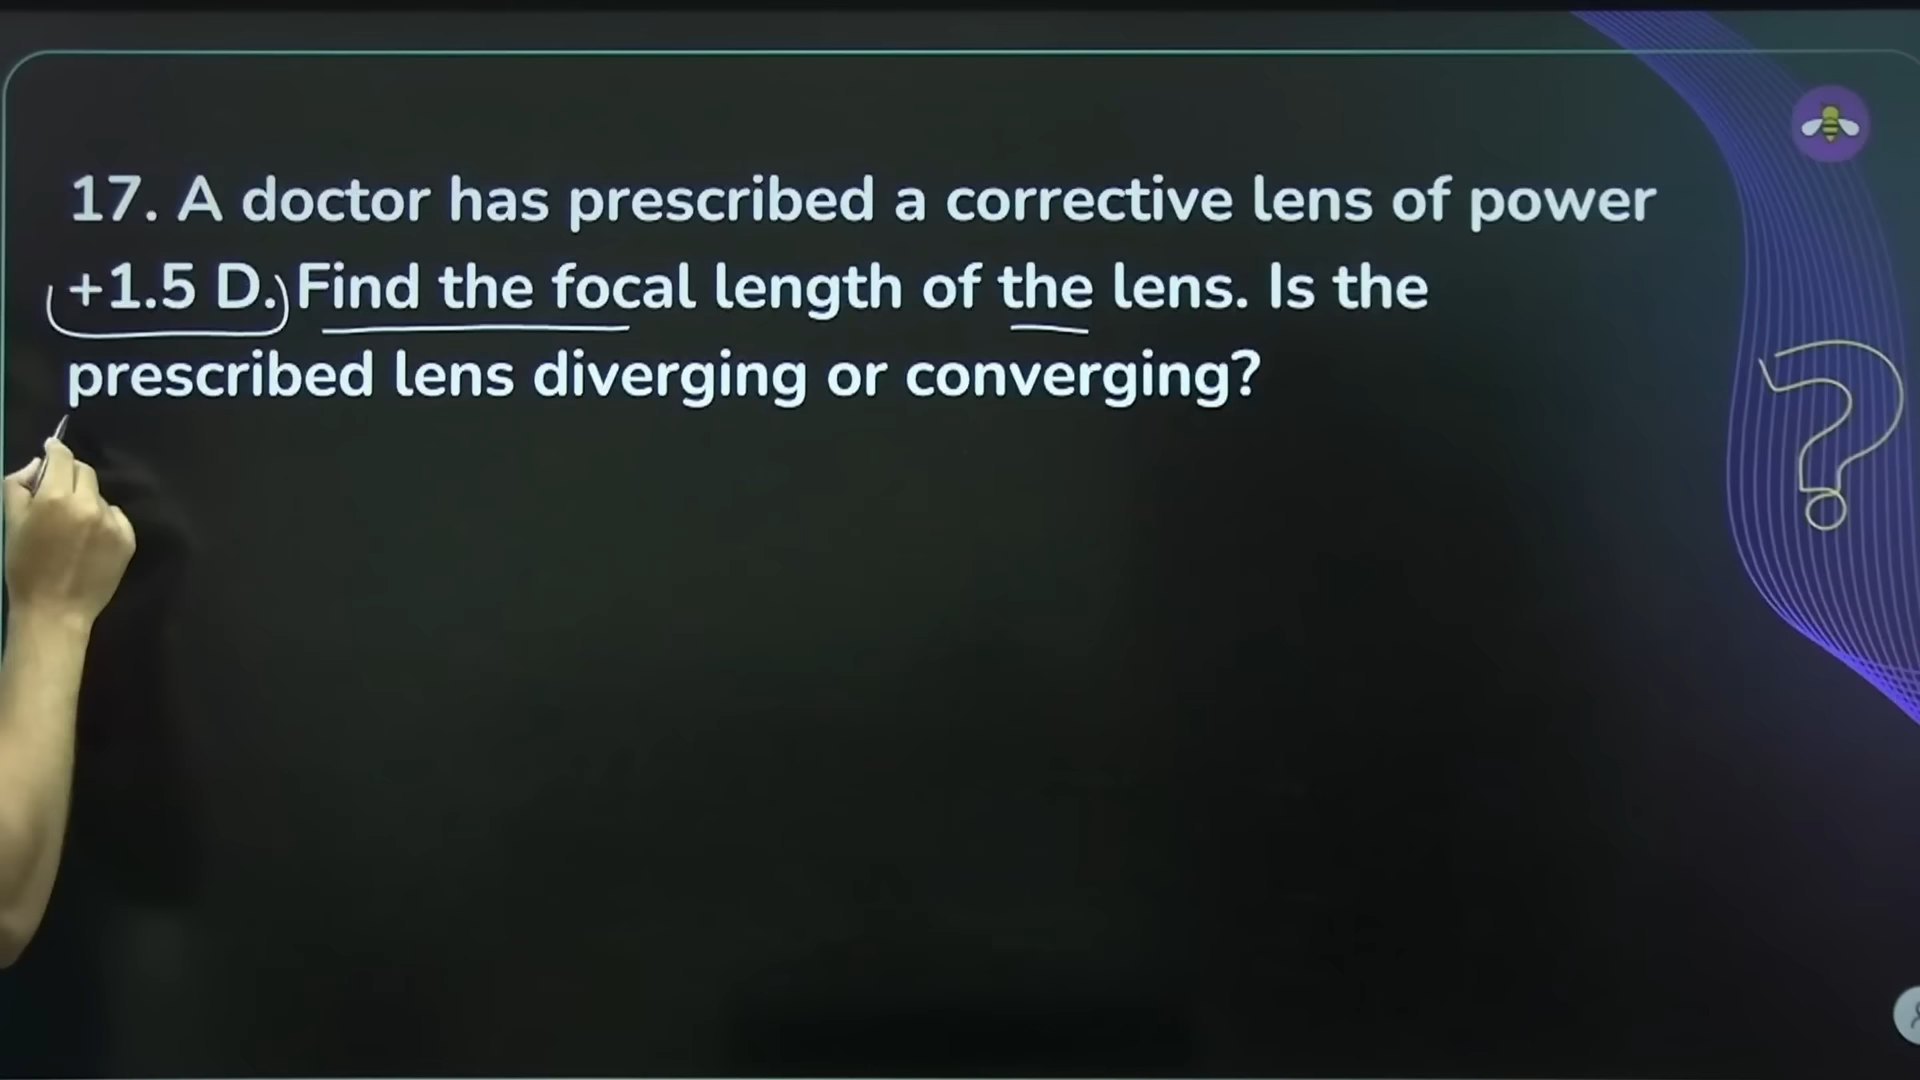 17. A doctor has prescribed a corrective lens of power
+1.5 D. Find the focal length of the lens. Is the
prescribed lens diverging or converging?